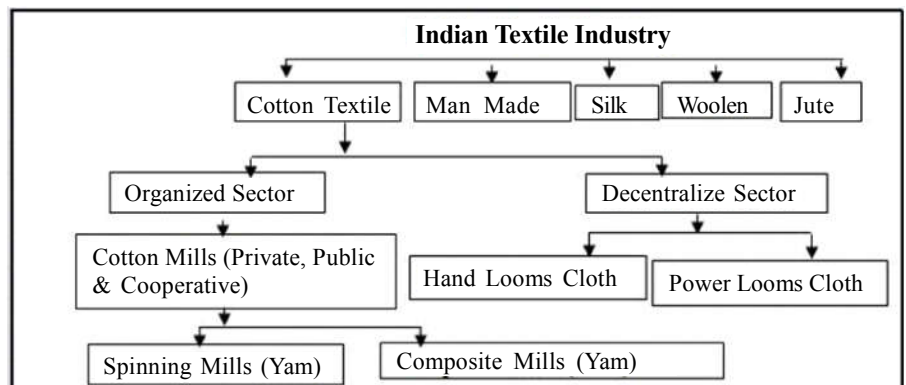 Indian Textile Industry
Cotton Textile
Man Made
Silk
Woolen
Jute
Organized Sector
Decentralize Sector
Cotton Mills (Private, Public
& Cooperative)
Hand Looms Cloth
Power Looms Cloth
Spinning Mills (Yam)
Composite Mills (Yam)